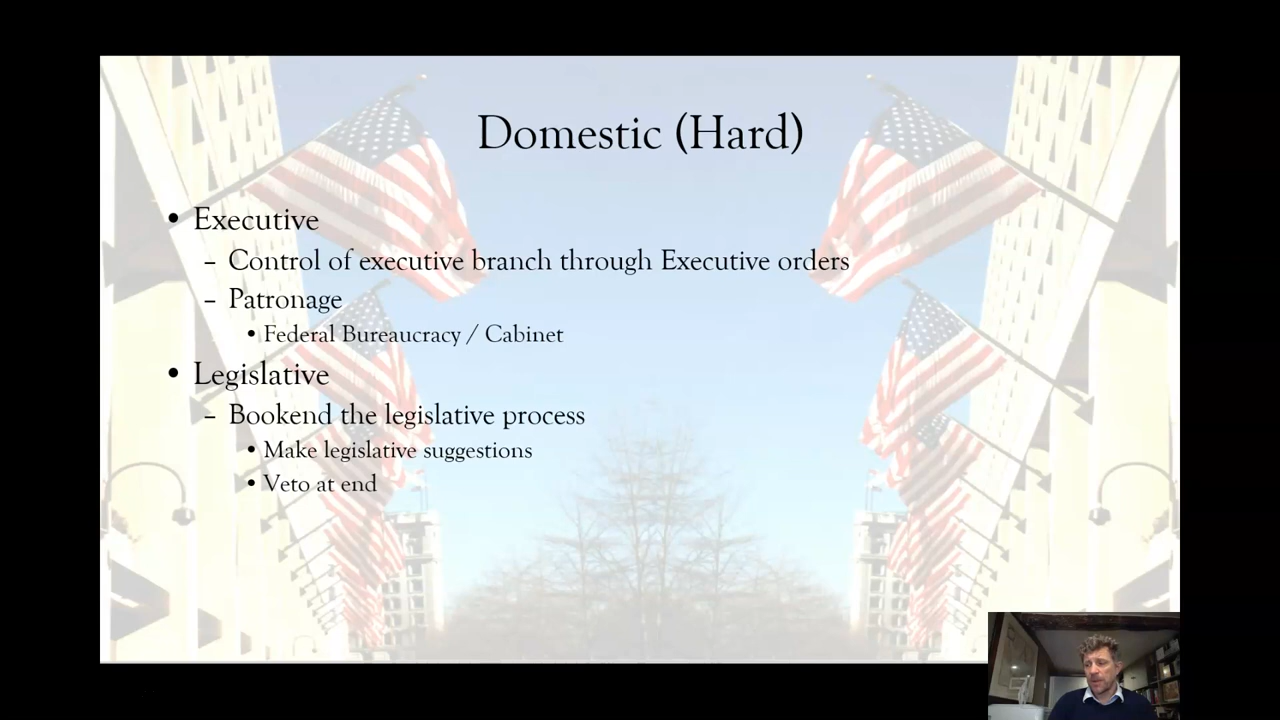 Domestic (Hard)
• Executive
– Control of executive branch through Executive orders
– Patronage
• Federal Bureaucracy / Cabinet
• Legislative
– Bookend the legislative process
• Make legislative suggestions
• Veto at end